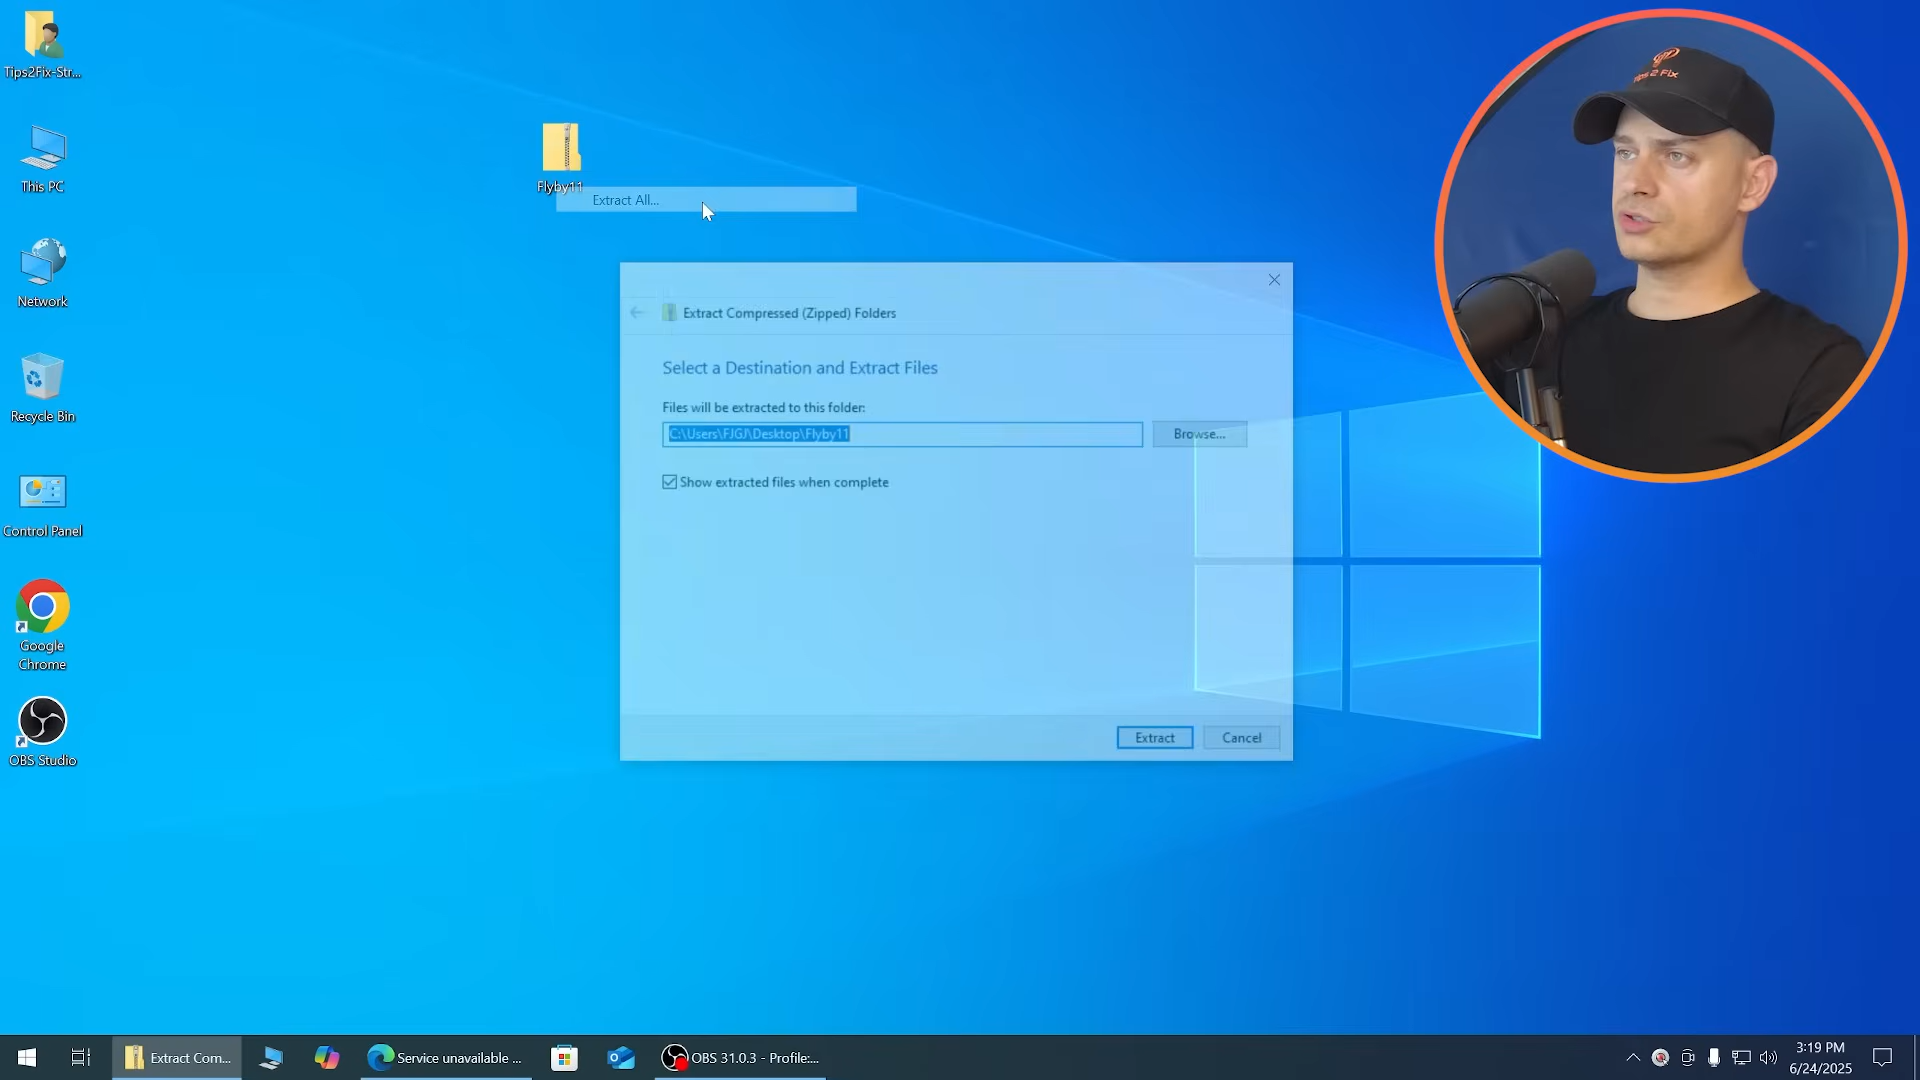 Tips2Fix-Str...
This PC
Network
Recycle Bin
Control Panel
Google
Chrome
OBS Studio
Flyby11
Extract All...
Extract Compressed (Zipped) Folders
Select a Destination and Extract Files
Files will be extracted to this folder:
C:\Users\FJGJ\Desktop\Flyby11
Browse...
Show extracted files when complete
Extract
Cancel
Tips 2 Fix
Extract Com...
Service unavailable ...
OBS 31.0.3 - Profile:...
3:19 PM
6/24/2025